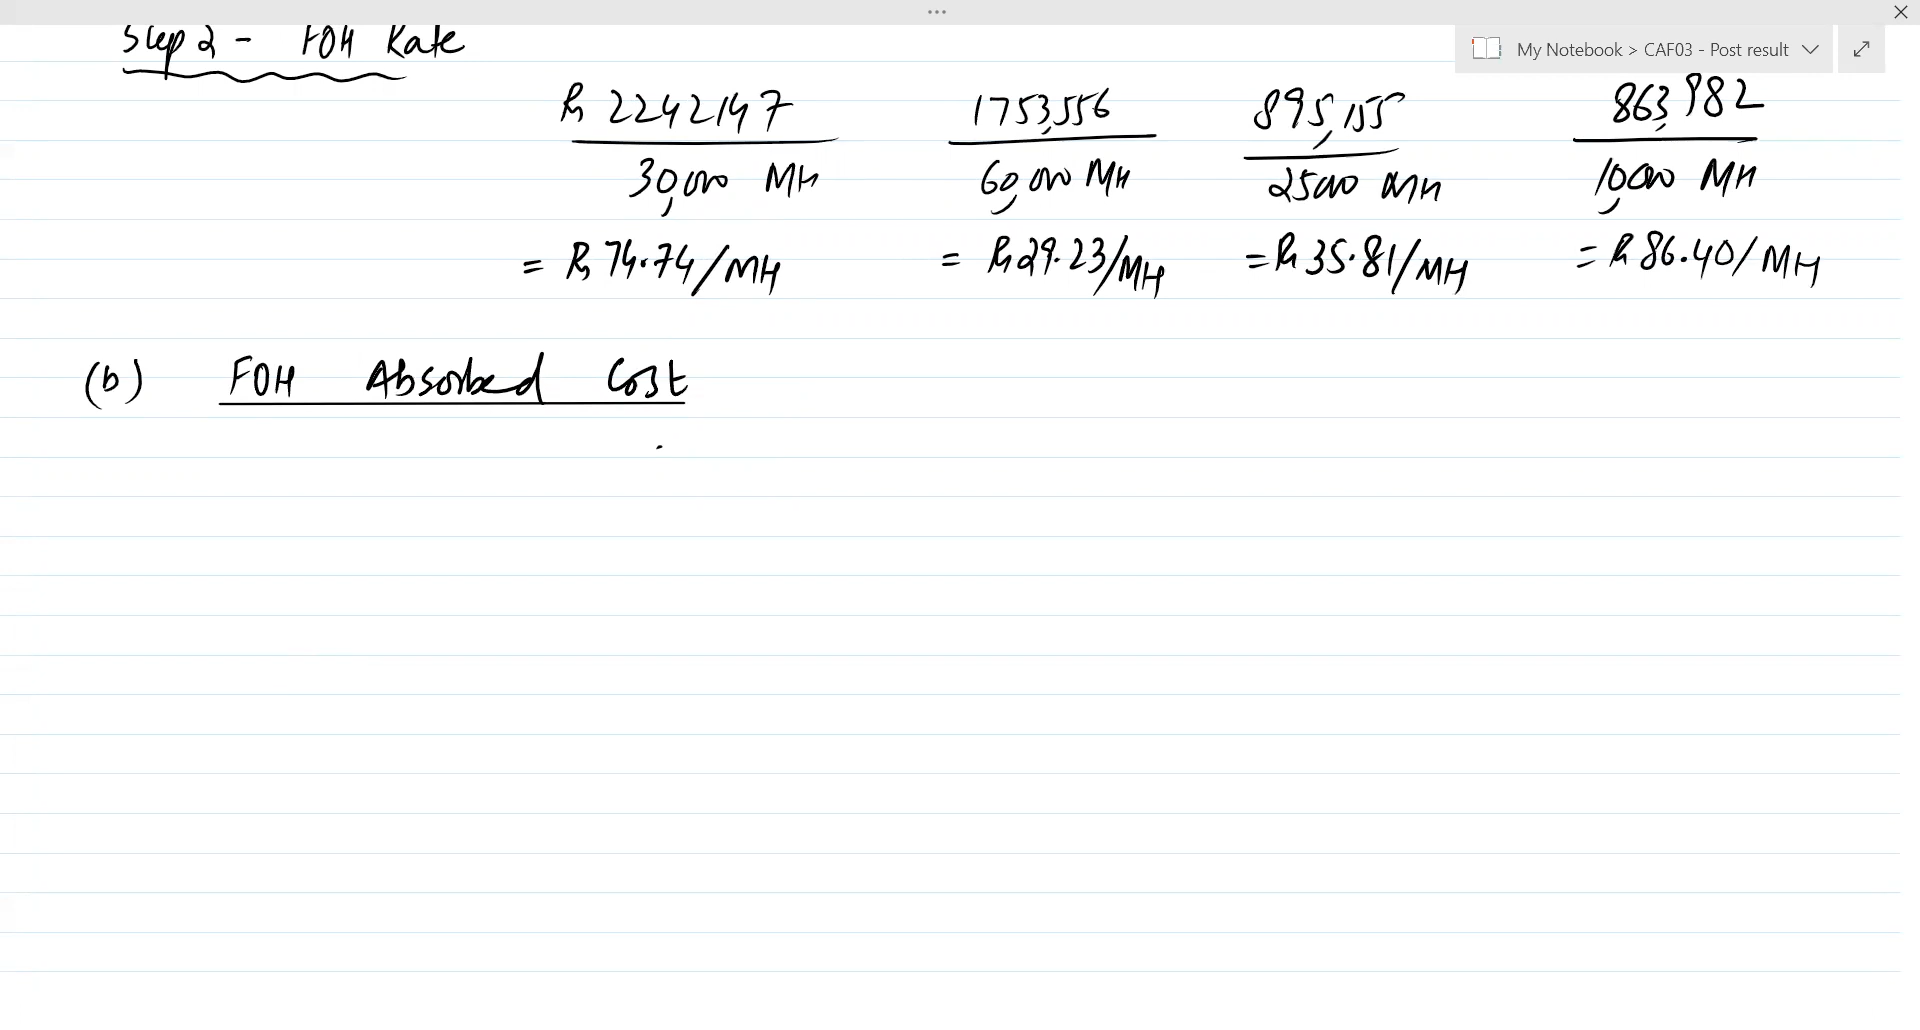 ...
My Notebook > CAF03 - Post result
Step 2 - FOH Rate
Rs 2242147 1753,556 895,155 863,982
30,000 MH 60,000 MH 25000 MH 10,000 MH
= Rs 74.74/MH = Rs 29.23/MH = Rs 35.81/MH = Rs 86.40/MH
(b) FOH Absorbed Cost